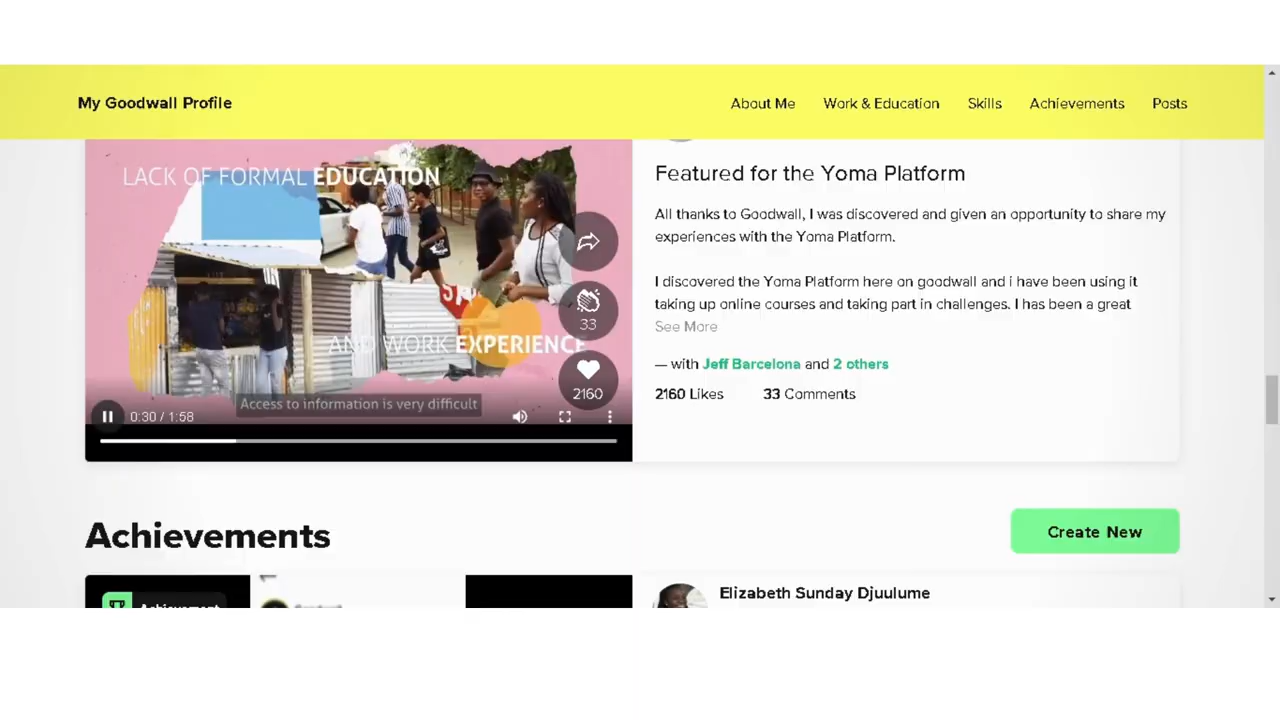 My Goodwall Profile
About Me
Work & Education
Skills
Achievements
Posts
LACK OF FORMAL EDUCATION
AND WORK EXPERIENCE
33
2160
Access to information is very difficult
0:30 / 1:58
Featured for the Yoma Platform
All thanks to Goodwall, I was discovered and given an opportunity to share my
experiences with the Yoma Platform.
I discovered the Yoma Platform here on goodwall and i have been using it
taking up online courses and taking part in challenges. I has been a great
See More
— with Jeff Barcelona and 2 others
2160 Likes
33 Comments
Achievements
Create New
Achievement
Elizabeth Sunday Djuulume